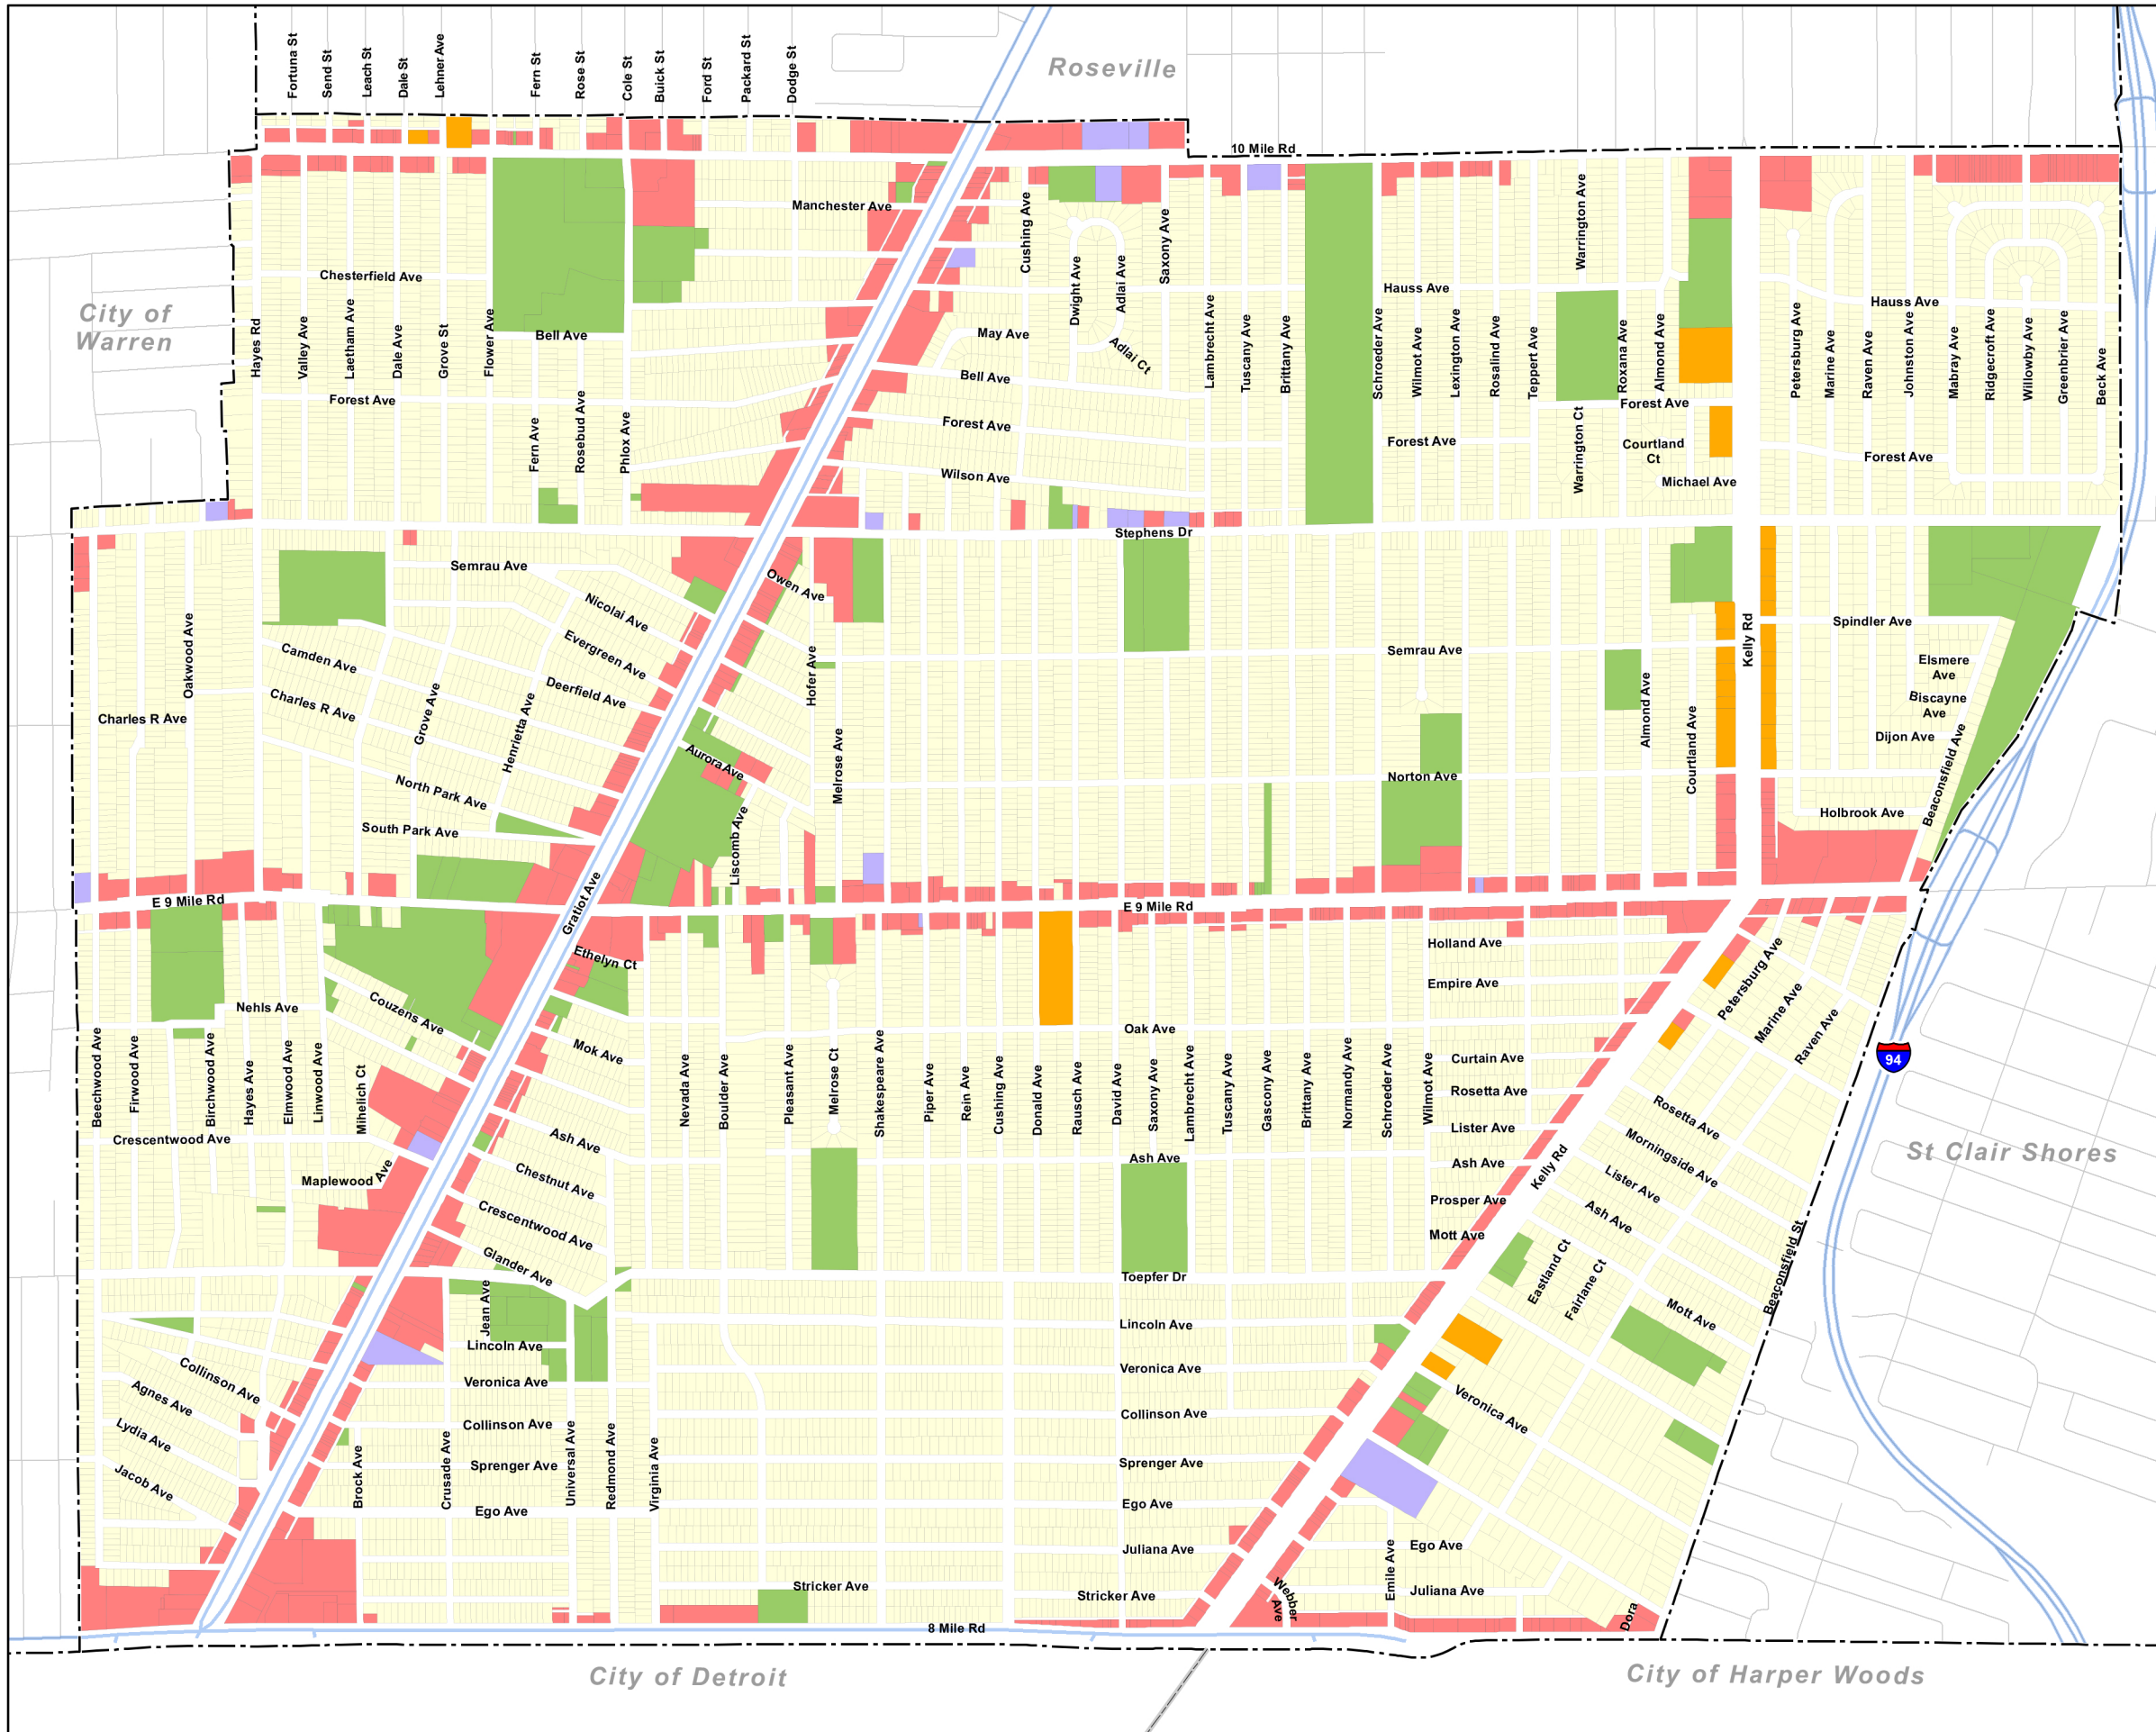 Fortuna St
Send St
Leach St
Dale St
Lehner Ave
Fern St
Rose St
Cole St
Buick St
Ford St
Packard St
Dodge St
Roseville
10 Mile Rd
Manchester Ave
Cushing Ave
Saxony Ave
Warrington Ave
City of
Warren
Chesterfield Ave
Dwight Ave
Adlai Ave
Hauss Ave
Hauss Ave
Hayes Rd
Valley Ave
Laetham Ave
Dale Ave
Grove St
Flower Ave
Bell Ave
May Ave
Adlai Ct
Lambrecht Ave
Tuscany Ave
Brittany Ave
Schroeder Ave
Wilmot Ave
Lexington Ave
Rosalind Ave
Teppert Ave
Roxana Ave
Almond Ave
Petersburg Ave
Marine Ave
Raven Ave
Johnston Ave
Mabray Ave
Ridgecroft Ave
Willowby Ave
Greenbrier Ave
Beck Ave
Bell Ave
Forest Ave
Forest Ave
Forest Ave
Forest Ave
Forest Ave
Fern Ave
Rosebud Ave
Phlox Ave
Wilson Ave
Warrington Ct
Courtland
Ct
Michael Ave
Stephens Dr
Semrau Ave
Owen Ave
Nicolai Ave
Evergreen Ave
Deerfield Ave
Oakwood Ave
Camden Ave
Charles R Ave
Charles R Ave
Grove Ave
Henrietta Ave
Hofer Ave
Semrau Ave
Kelly Rd
Spindler Ave
Elsmere
Ave
Biscayne
Ave
Dijon Ave
Beaconsfield Ave
Almond Ave
Courtland Ave
Aurora Ave
Melrose Ave
Norton Ave
Holbrook Ave
North Park Ave
South Park Ave
Liscomb Ave
E 9 Mile Rd
Gratiot Ave
E 9 Mile Rd
Ethelyn Ct
Holland Ave
Empire Ave
Petersburg Ave
Marine Ave
Raven Ave
Nehls Ave
Couzens Ave
Mok Ave
Oak Ave
Curtain Ave
Rosetta Ave
Lister Ave
Ash Ave
Prosper Ave
Mott Ave
94
Beechwood Ave
Firwood Ave
Birchwood Ave
Hayes Ave
Elmwood Ave
Linwood Ave
Mihelich Ct
Nevada Ave
Boulder Ave
Pleasant Ave
Melrose Ct
Shakespeare Ave
Piper Ave
Rein Ave
Cushing Ave
Donald Ave
Rausch Ave
David Ave
Saxony Ave
Lambrecht Ave
Tuscany Ave
Gascony Ave
Brittany Ave
Normandy Ave
Schroeder Ave
Wilmot Ave
Crescentwood Ave
Maplewood Ave
Ash Ave
Chestnut Ave
Crescentwood Ave
Glander Ave
Ash Ave
Kelly Rd
Rosetta Ave
Morningside Ave
Lister Ave
Ash Ave
St Clair Shores
Beaconsfield St
Eastland Ct
Fairlane Ct
Mott Ave
Toepfer Dr
Jean Ave
Lincoln Ave
Veronica Ave
Collinson Ave
Sprenger Ave
Ego Ave
Lincoln Ave
Veronica Ave
Collinson Ave
Sprenger Ave
Ego Ave
Juliana Ave
Veronica Ave
Collinson Ave
Agnes Ave
Lydia Ave
Jacob Ave
Brock Ave
Crusade Ave
Universal Ave
Redmond Ave
Virginia Ave
Stricker Ave
Stricker Ave
Webber
Ave
Emile Ave
Ego Ave
Juliana Ave
Dora
8 Mile Rd
City of Detroit
City of Harper Woods